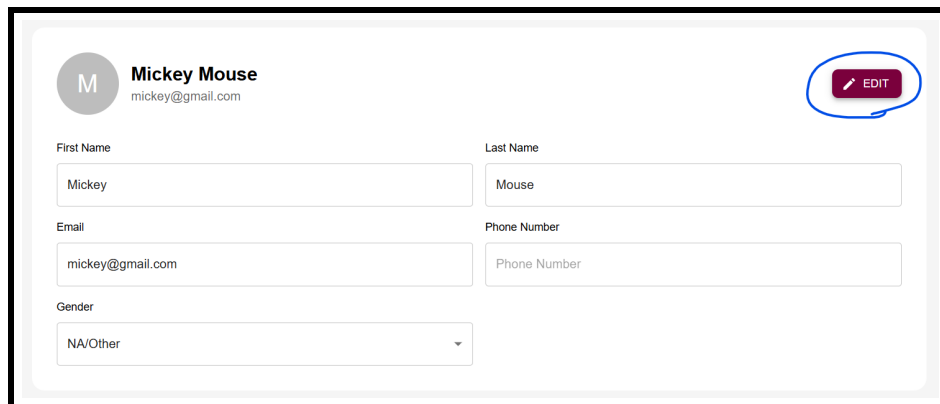 M
Mickey Mouse
mickey@gmail.com
EDIT
First Name
Last Name
Mickey
Mouse
Email
Phone Number
mickey@gmail.com
Phone Number
Gender
NA/Other